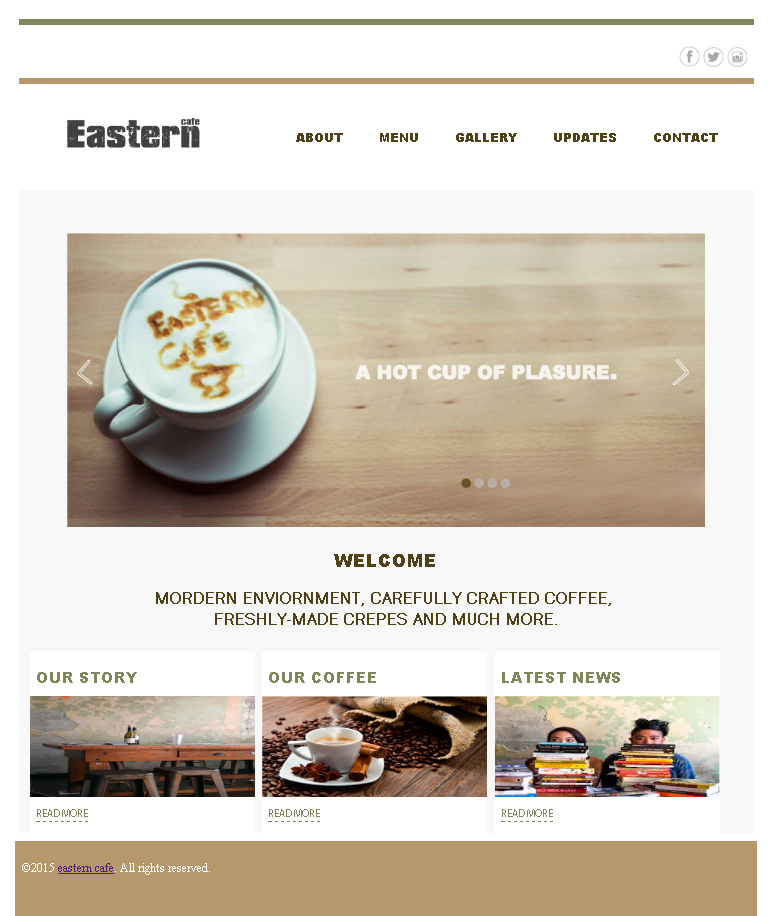 cafe
Eastern
ABOUT MENU GALLERY UPDATES CONTACT
EASTERN
CAFE
A HOT CUP OF PLASURE.
WELCOME
MORDERN ENVIORNMENT, CAREFULLY CRAFTED COFFEE,
FRESHLY-MADE CREPES AND MUCH MORE.
OUR STORY
READ MORE
OUR COFFEE
READ MORE
LATEST NEWS
READ MORE
©2015 eastern cafe. All rights reserved.